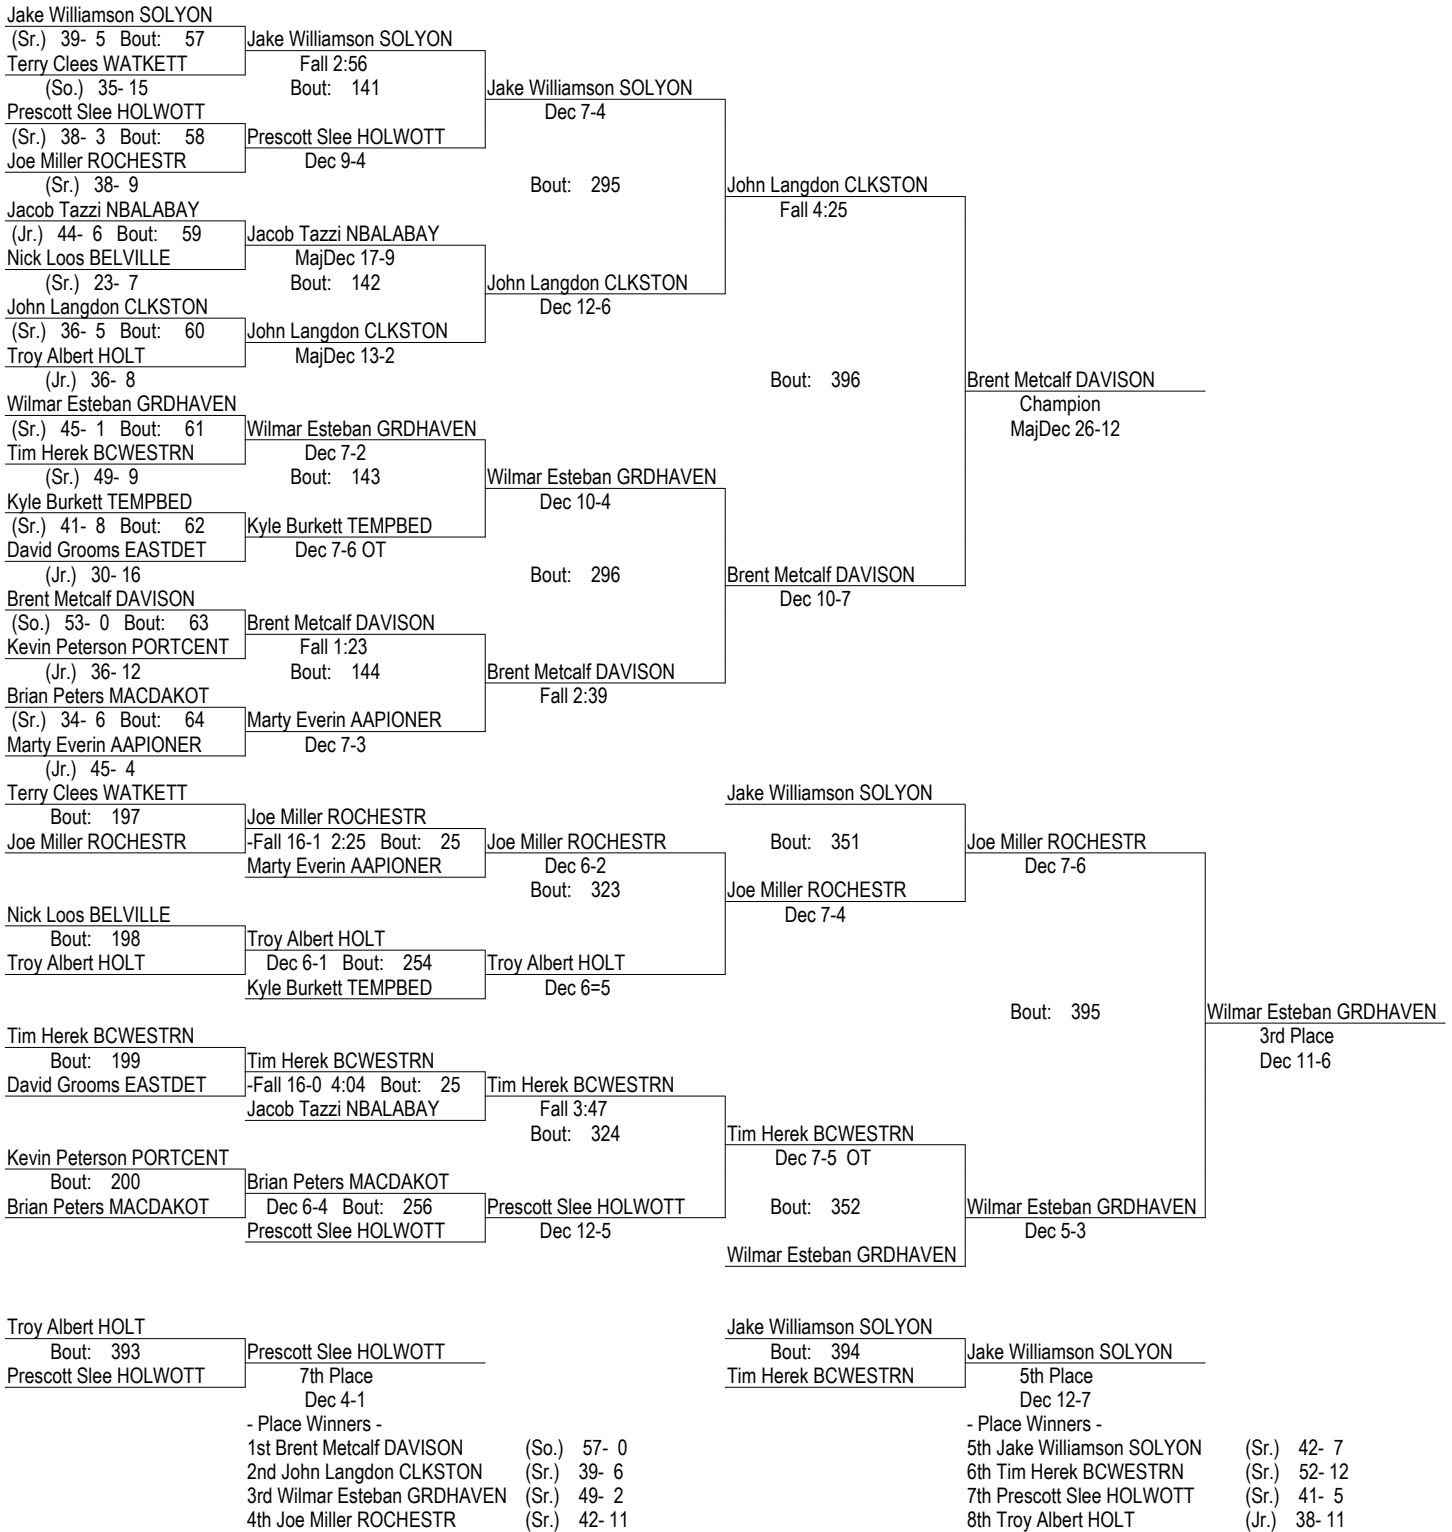 Jake Williamson SOLYON
(Sr.) 39- 5 Bout: 57 Jake Williamson SOLYON
Terry Clees WATKETT Fall 2:56
(So.) 35- 15 Bout: 141 Jake Williamson SOLYON
Prescott Slee HOLWOTT Dec 7-4
(Sr.) 38- 3 Bout: 58 Prescott Slee HOLWOTT
Joe Miller ROCHESTR Dec 9-4
(Sr.) 38- 9 Bout: 295 John Langdon CLKSTON
Jacob Tazzi NBALABAY Fall 4:25
(Jr.) 44- 6 Bout: 59 Jacob Tazzi NBALABAY
Nick Loos BELVILLE MajDec 17-9
(Sr.) 23- 7 Bout: 142 John Langdon CLKSTON
John Langdon CLKSTON Dec 12-6
(Sr.) 36- 5 Bout: 60 John Langdon CLKSTON
Troy Albert HOLT MajDec 13-2
(Jr.) 36- 8 Bout: 396 Brent Metcalf DAVISON
Wilmar Esteban GRDHAVEN Champion
(Sr.) 45- 1 Bout: 61 Wilmar Esteban GRDHAVEN MajDec 26-12
Tim Herek BCWESTRN Dec 7-2
(Sr.) 49- 9 Bout: 143 Wilmar Esteban GRDHAVEN
Kyle Burkett TEMPBED Dec 10-4
(Sr.) 41- 8 Bout: 62 Kyle Burkett TEMPBED
David Grooms EASTDET Dec 7-6 OT
(Jr.) 30- 16 Bout: 296 Brent Metcalf DAVISON
Brent Metcalf DAVISON Dec 10-7
(So.) 53- 0 Bout: 63 Brent Metcalf DAVISON
Kevin Peterson PORTCENT Fall 1:23
(Jr.) 36- 12 Bout: 144 Brent Metcalf DAVISON
Brian Peters MACDAKOT Fall 2:39
(Sr.) 34- 6 Bout: 64 Marty Everin AAPIONER
Marty Everin AAPIONER Dec 7-3
(Jr.) 45- 4
Terry Clees WATKETT Jake Williamson SOLYON
Bout: 197 Joe Miller ROCHESTR
Joe Miller ROCHESTR -Fall 16-1 2:25 Bout: 25 Joe Miller ROCHESTR Bout: 351 Joe Miller ROCHESTR
Marty Everin AAPIONER Dec 6-2 Dec 7-6
Bout: 323 Joe Miller ROCHESTR
Nick Loos BELVILLE Dec 7-4
Bout: 198 Troy Albert HOLT
Troy Albert HOLT Dec 6-1 Bout: 254 Troy Albert HOLT
Kyle Burkett TEMPBED Dec 6=5
Bout: 395 Wilmar Esteban GRDHAVEN
Tim Herek BCWESTRN 3rd Place
Bout: 199 Tim Herek BCWESTRN Dec 11-6
David Grooms EASTDET -Fall 16-0 4:04 Bout: 25 Tim Herek BCWESTRN
Jacob Tazzi NBALABAY Fall 3:47
Bout: 324 Tim Herek BCWESTRN
Kevin Peterson PORTCENT Dec 7-5 OT
Bout: 200 Brian Peters MACDAKOT
Brian Peters MACDAKOT Dec 6-4 Bout: 256 Prescott Slee HOLWOTT Bout: 352 Wilmar Esteban GRDHAVEN
Prescott Slee HOLWOTT Dec 12-5 Dec 5-3
Wilmar Esteban GRDHAVEN
Troy Albert HOLT Jake Williamson SOLYON
Bout: 393 Prescott Slee HOLWOTT Bout: 394 Jake Williamson SOLYON
Prescott Slee HOLWOTT 7th Place Tim Herek BCWESTRN 5th Place
Dec 4-1 Dec 12-7
- Place Winners - - Place Winners -
1st Brent Metcalf DAVISON (So.) 57- 0 5th Jake Williamson SOLYON (Sr.) 42- 7
2nd John Langdon CLKSTON (Sr.) 39- 6 6th Tim Herek BCWESTRN (Sr.) 52- 12
3rd Wilmar Esteban GRDHAVEN (Sr.) 49- 2 7th Prescott Slee HOLWOTT (Sr.) 41- 5
4th Joe Miller ROCHESTR (Sr.) 42- 11 8th Troy Albert HOLT (Jr.) 38- 11